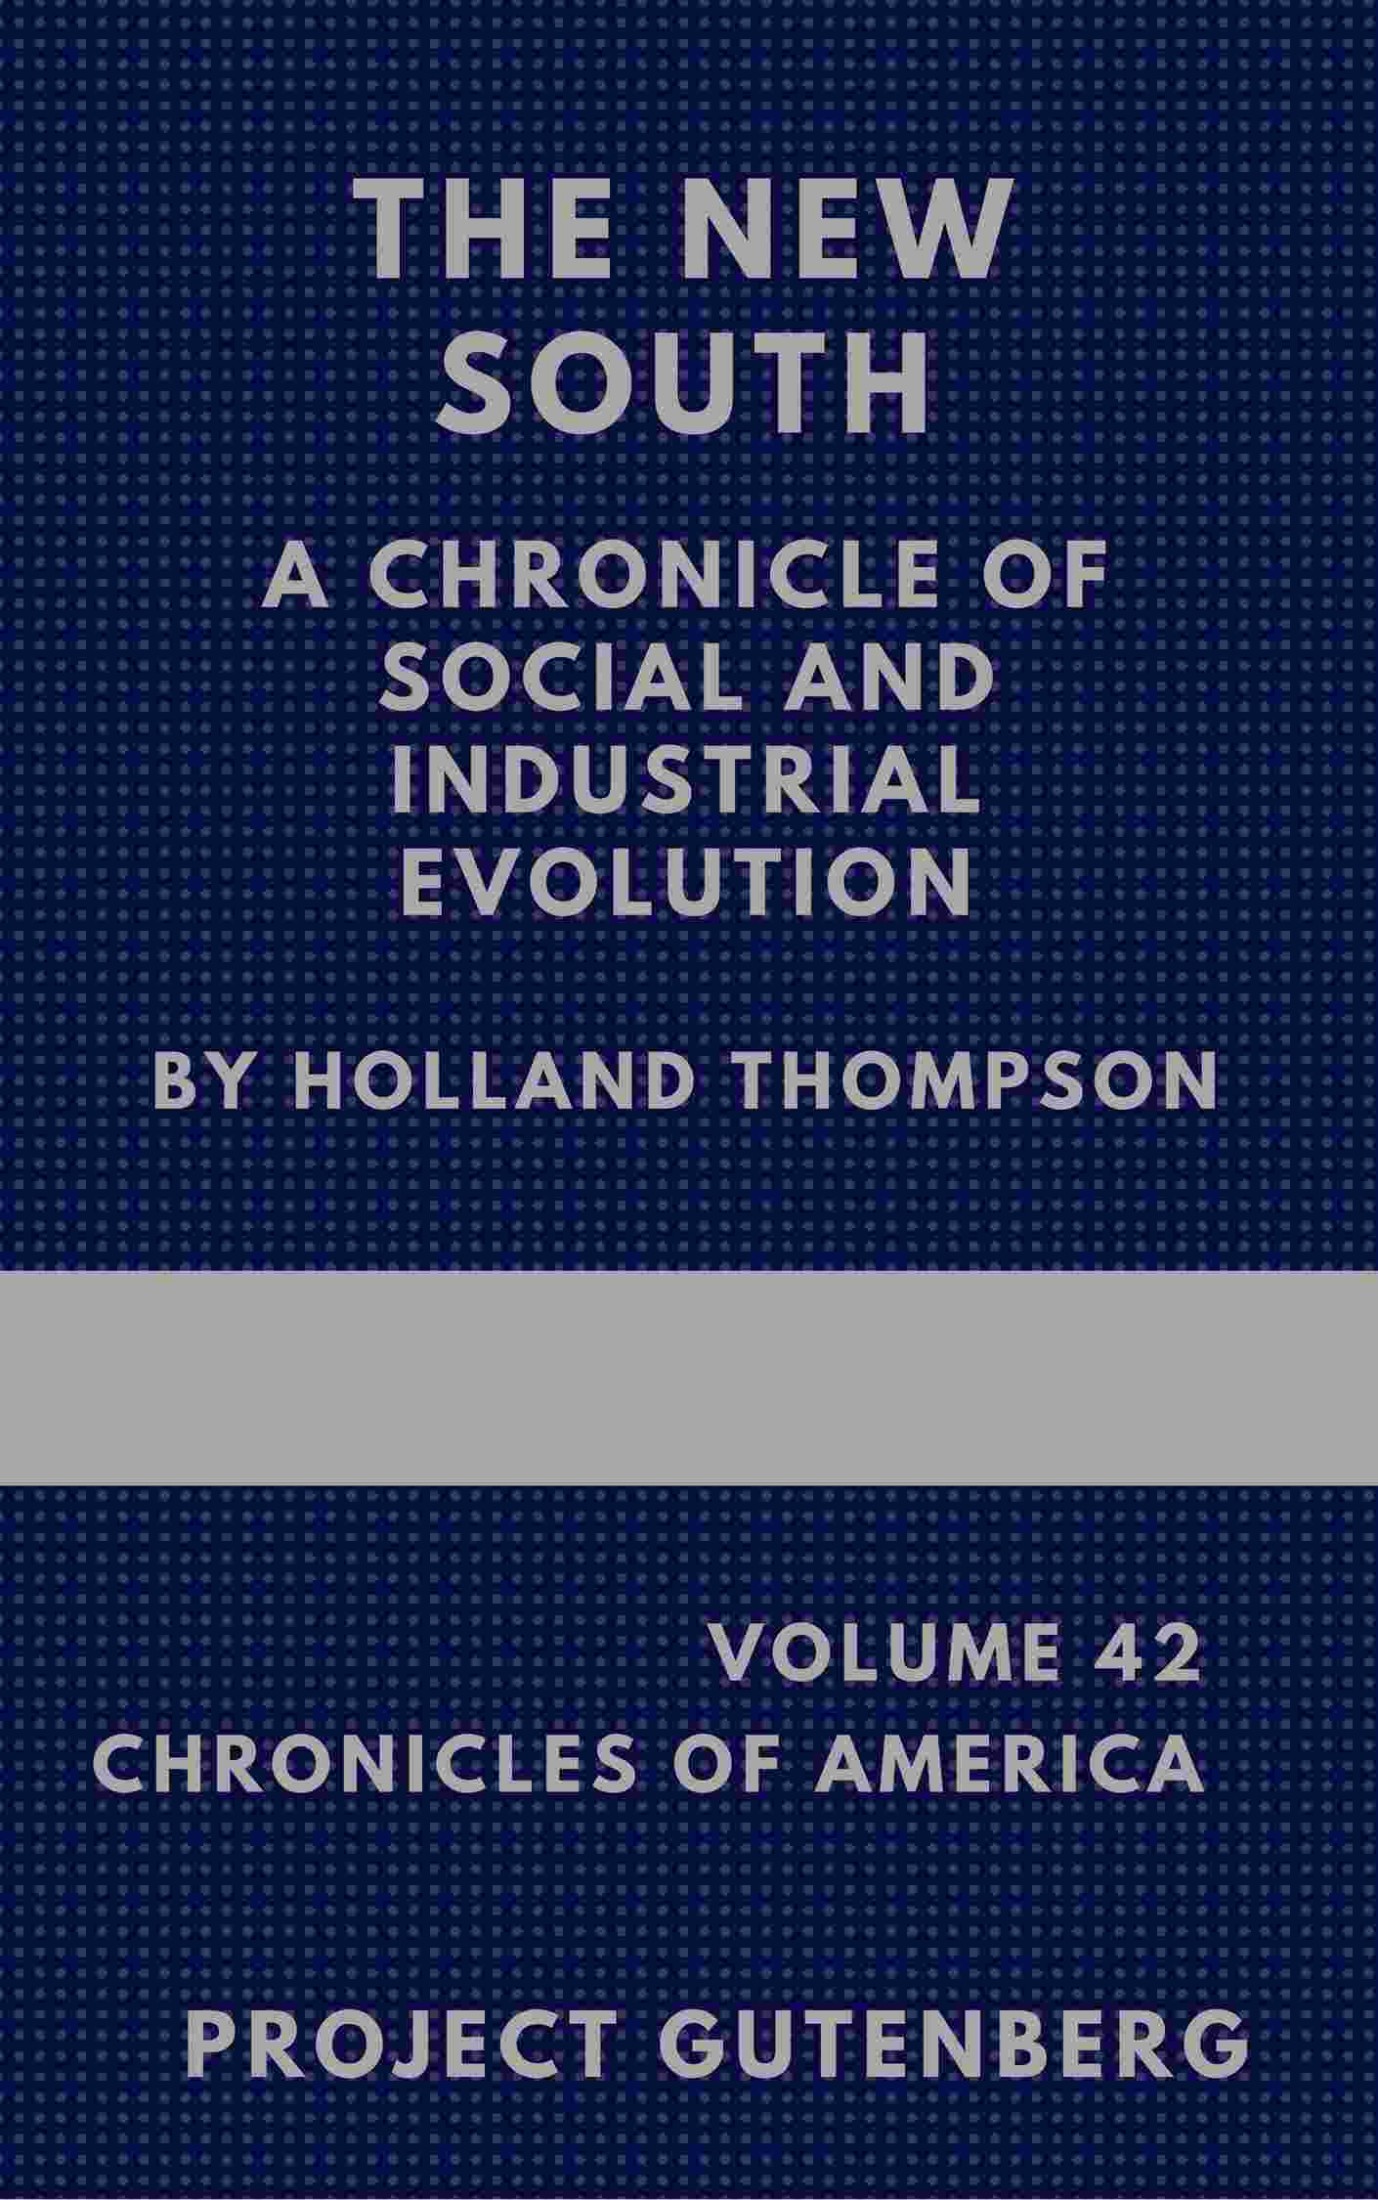 THE NEW
SOUTH
A CHRONICLE OF
SOCIAL AND
INDUSTRIAL
EVOLUTION
BY HOLLAND THOMPSON
VOLUME 42
CHRONICLES OF AMERICA
PROJECT GUTENBERG